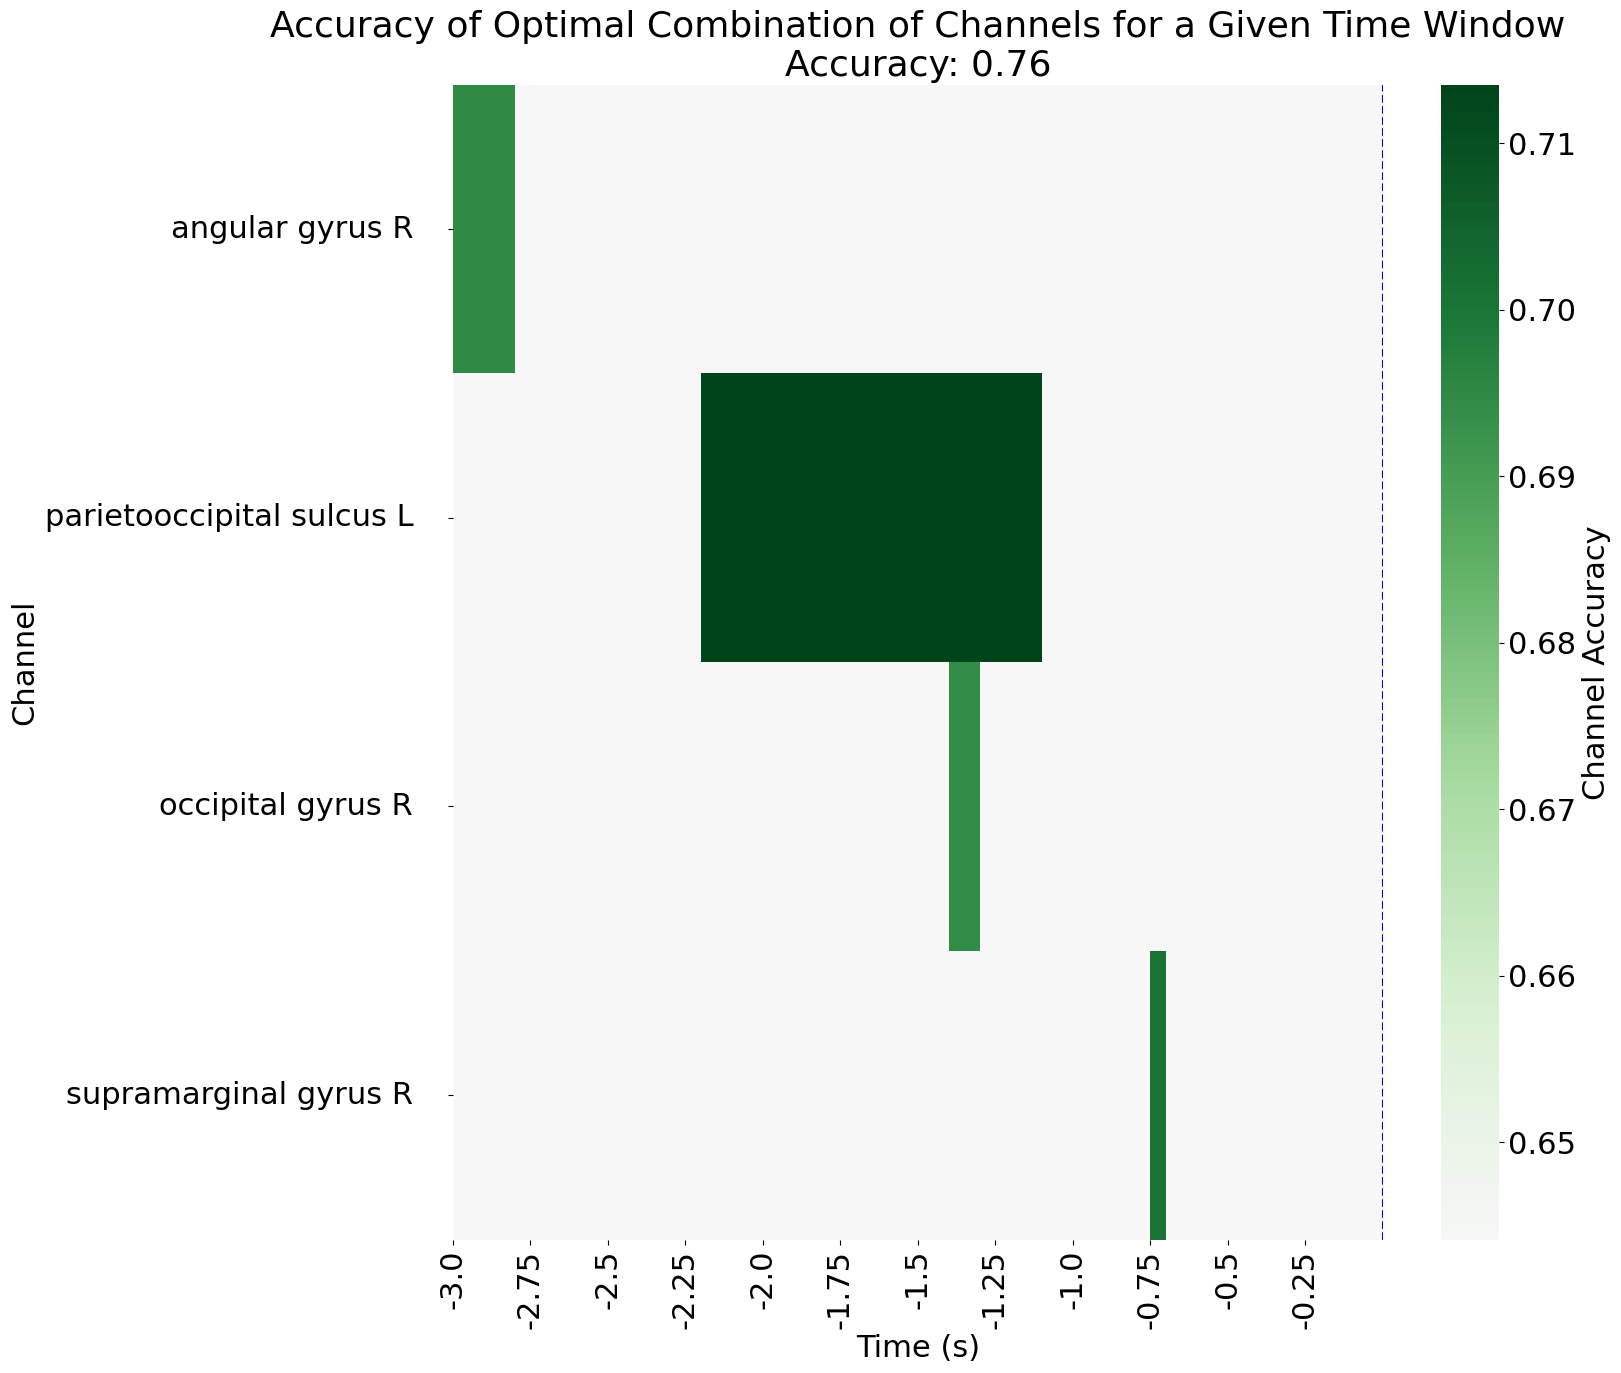 Accuracy of Optimal Combination of Channels for a Given Time Window
Accuracy: 0.76
Channel
angular gyrus R
parietooccipital sulcus L
occipital gyrus R
supramarginal gyrus R
-3.0
-2.75
-2.5
-2.25
-2.0
-1.75
-1.5
-1.25
-1.0
-0.75
-0.5
-0.25
Time (s)
0.71
0.70
0.69
0.68
0.67
0.66
0.65
Channel Accuracy